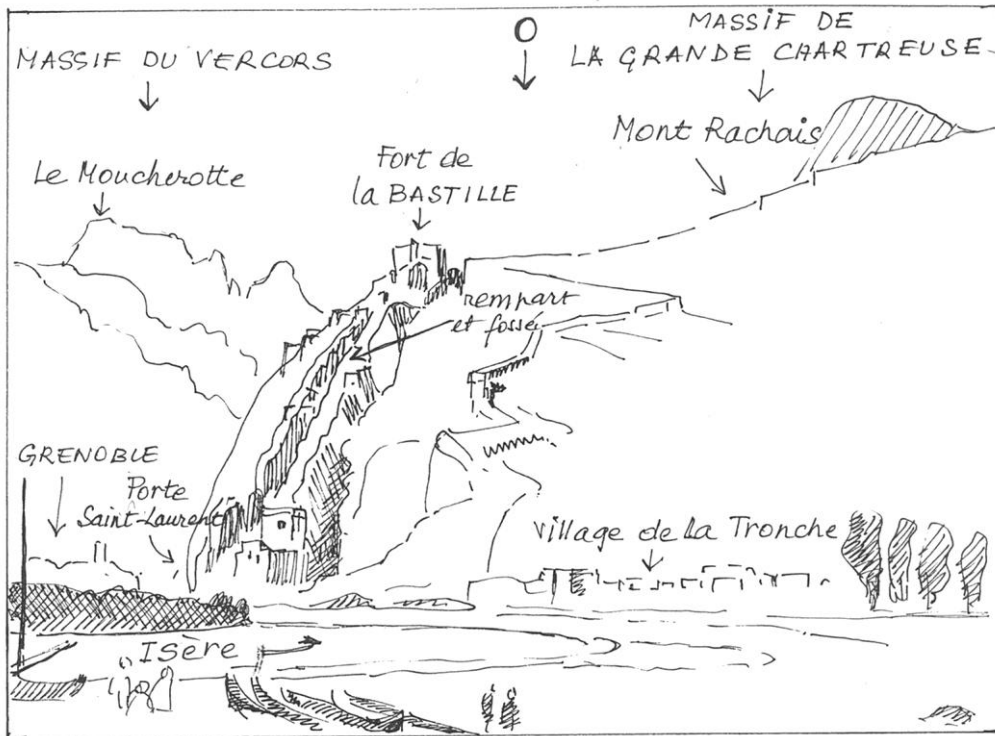 O
MASSIF DE
LA GRANDE CHARTREUSE
MASSIF DU VERCORS
Mont Rachais
Le Moucherotte
Fort de
la BASTILLE
rempart
et fossé
GRENOBLE
Porte
Saint-Laurent
Village de La Tronche
Isère